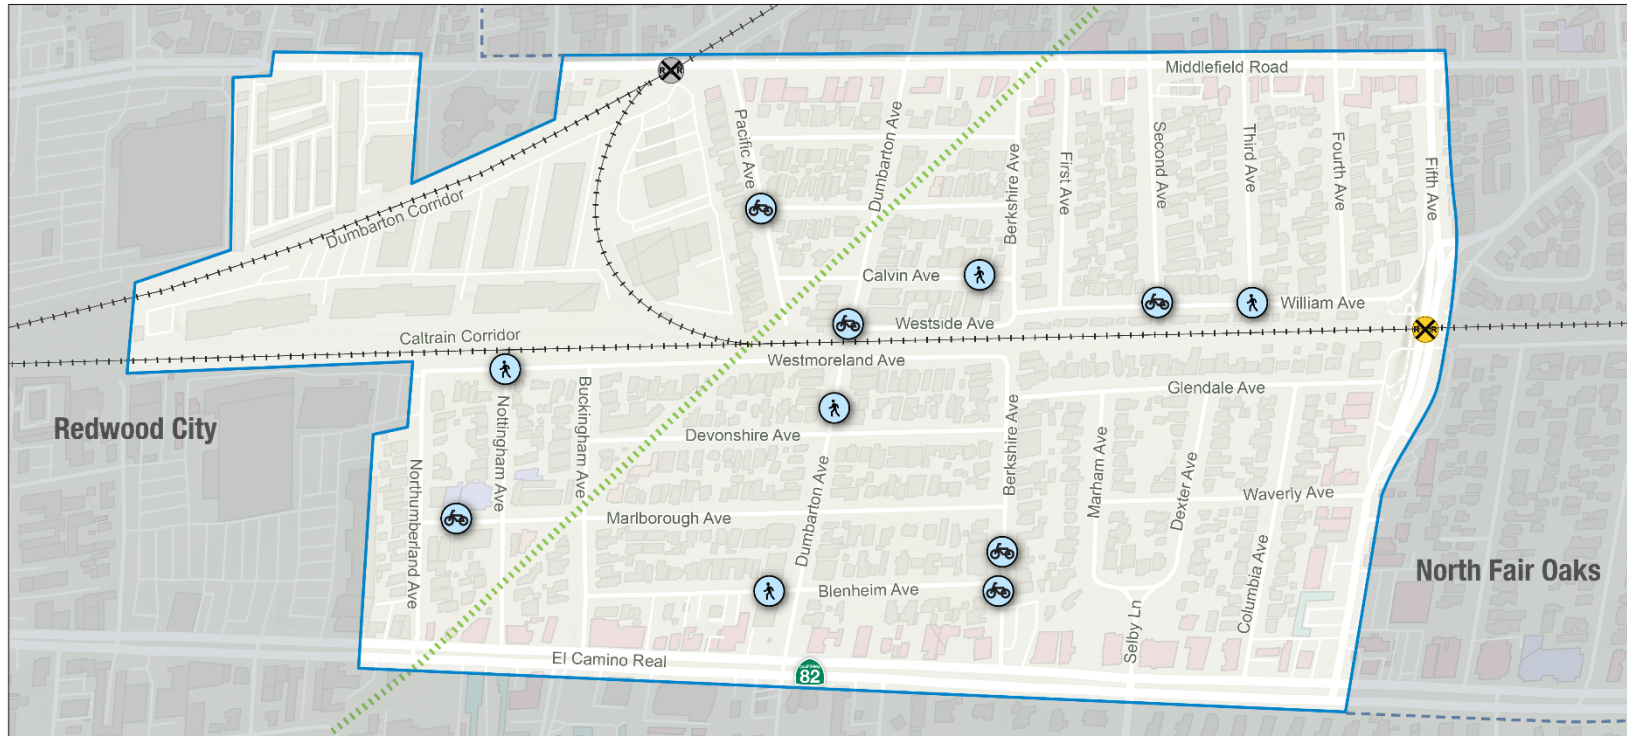 Middlefield Road
R R
Pacific Ave
Dumbarton Ave
Berkshire Ave
First Ave
Second Ave
Third Ave
Fourth Ave
Fifth Ave
Dumbarton Corridor
Calvin Ave
William Ave
Westside Ave
R R
Caltrain Corridor
Westmoreland Ave
Glendale Ave
Redwood City
Nottingham Ave
Buckingham Ave
Devonshire Ave
Berkshire Ave
Northumberland Ave
Marlborough Ave
Dumbarton Ave
Marham Ave
Dexter Ave
Waverly Ave
Columbia Ave
North Fair Oaks
Blenheim Ave
Selby Ln
El Camino Real
CALIFORNIA
82